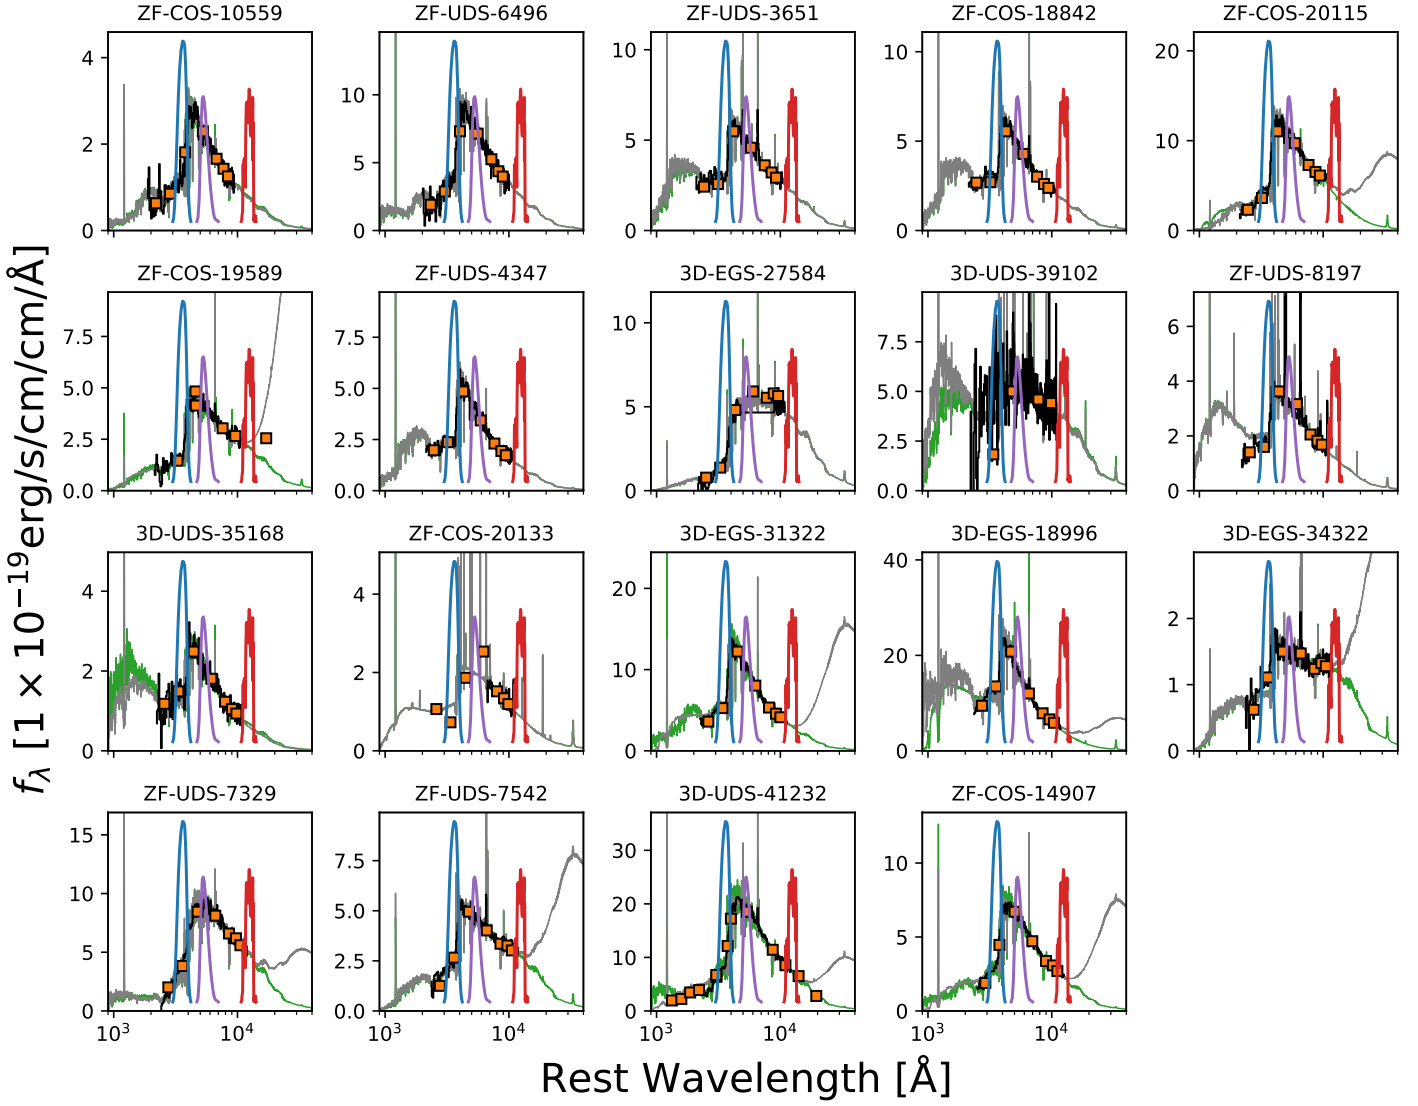 ZF-COS-10559 ZF-UDS-6496 ZF-UDS-3651 ZF-COS-18842 ZF-COS-20115
4 2 0 10 5 0 10 5 0 10 5 0 20 10 0
ZF-COS-19589 ZF-UDS-4347 3D-EGS-27584 3D-UDS-39102 ZF-UDS-8197
7.5 5.0 2.5 0.0 7.5 5.0 2.5 0.0 10 5 0 7.5 5.0 2.5 0.0 6 4 2 0
3D-UDS-35168 ZF-COS-20133 3D-EGS-31322 3D-EGS-18996 3D-EGS-34322
4 2 0 4 2 0 20 10 0 40 20 0 2 1 0
ZF-UDS-7329 ZF-UDS-7542 3D-UDS-41232 ZF-COS-14907
15 10 5 0 7.5 5.0 2.5 0.0 30 20 10 0 10 5 0
10³ 10⁴ 10³ 10⁴ 10³ 10⁴ 10³ 10⁴
Rest Wavelength [Å]
f_λ [1 × 10⁻¹⁹erg/s/cm/cm/Å]